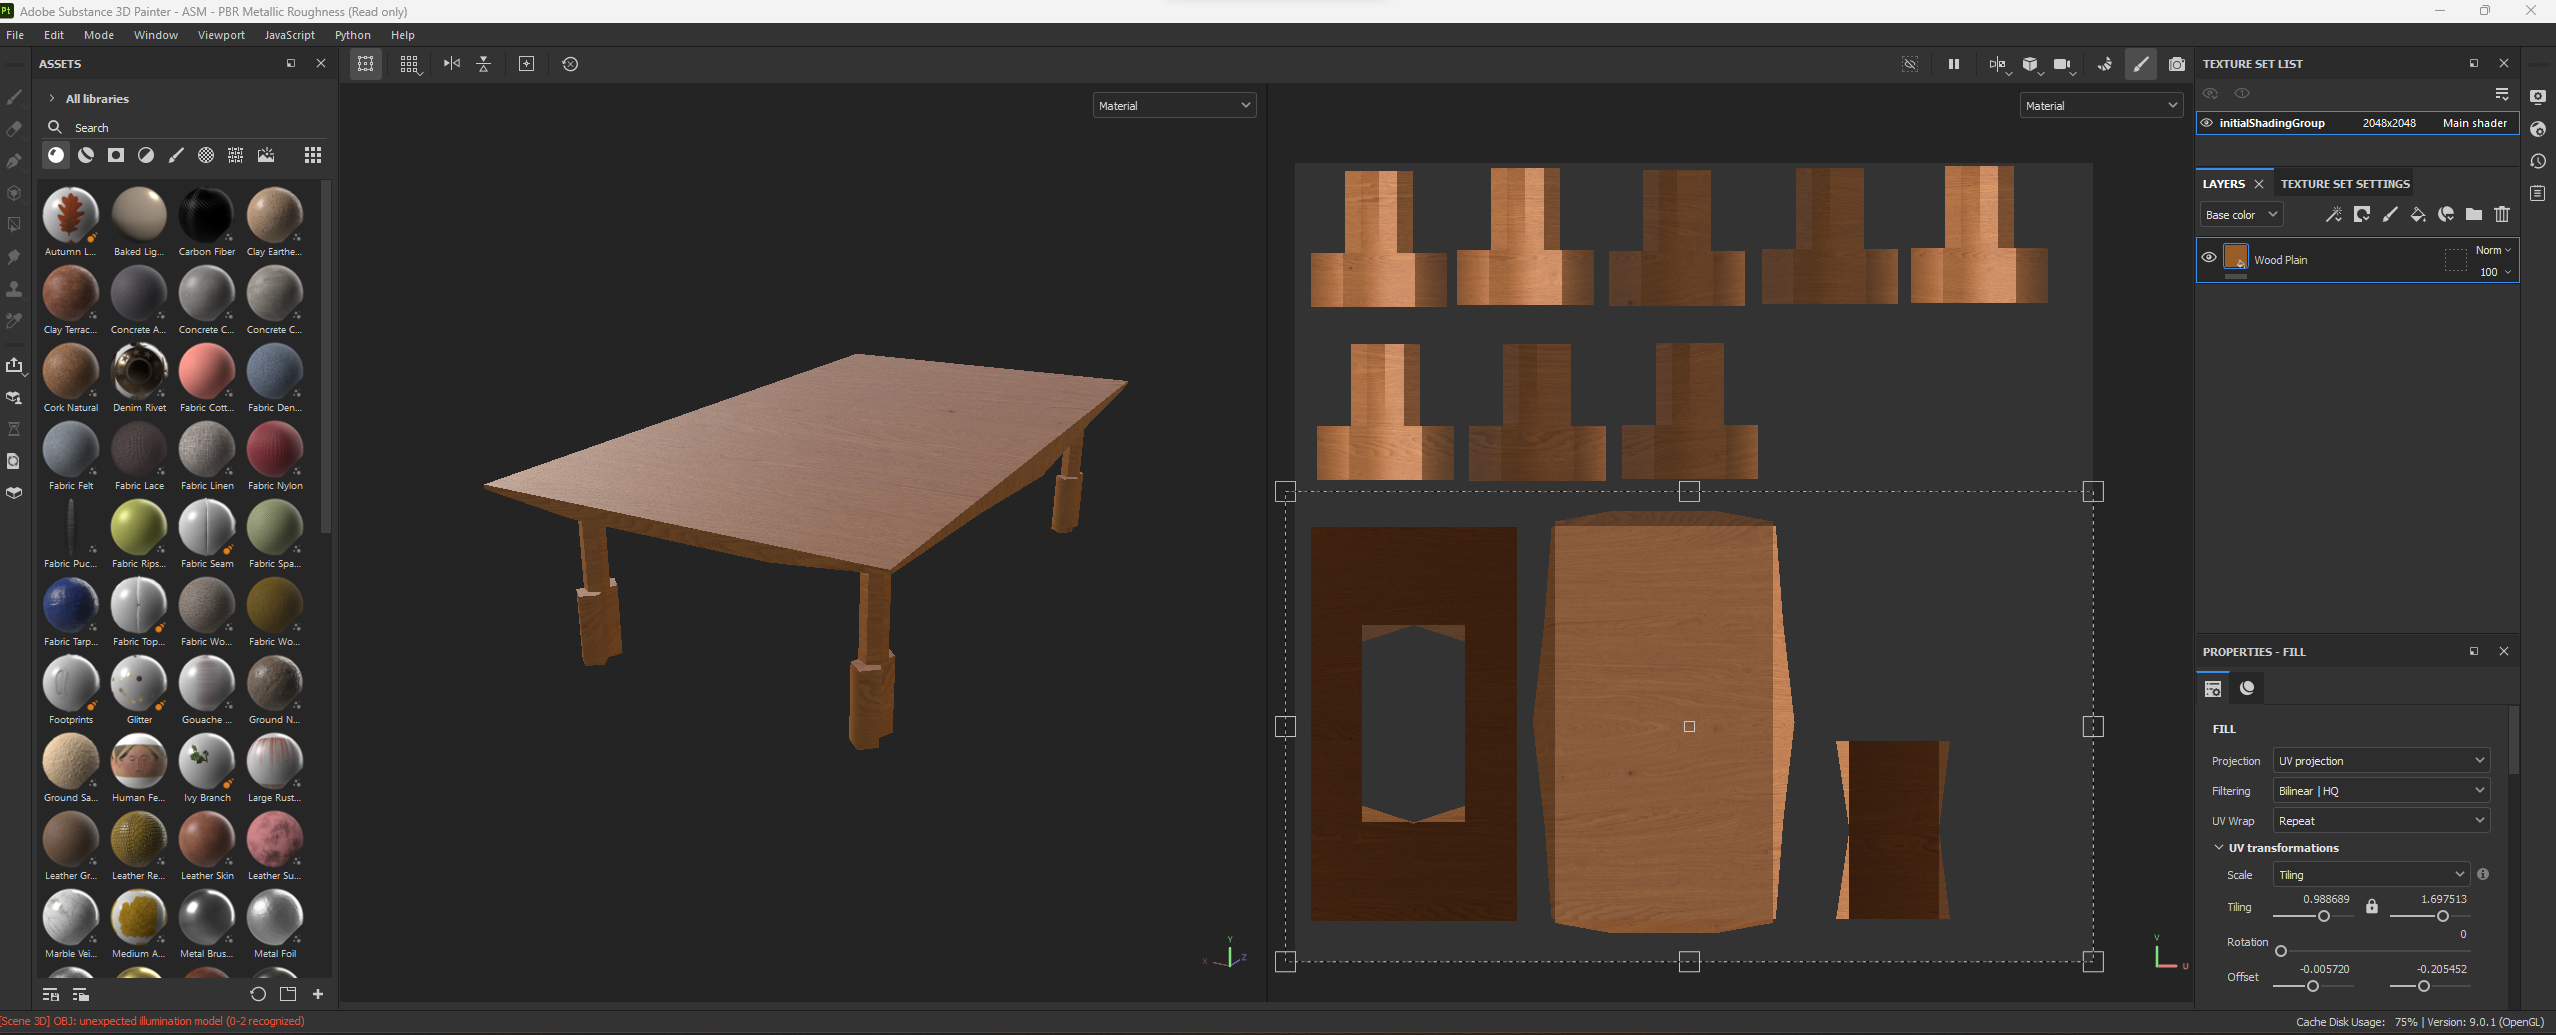 Pt Adobe Substance 3D Painter - ASM - PBR Metallic Roughness (Read only)
File Edit Mode Window Viewport JavaScript Python Help
ASSETS
All libraries
Search
Autumn L... Baked Lig... Carbon Fiber Clay Earthe...
Clay Terrac... Concrete A... Concrete C... Concrete C...
Cork Natural Denim Rivet Fabric Cott... Fabric Den...
Fabric Felt Fabric Lace Fabric Linen Fabric Nylon
Fabric Puc... Fabric Rips... Fabric Seam Fabric Spa...
Fabric Tarp... Fabric Top... Fabric Wo... Fabric Wo...
Footprints Glitter Gouache ... Ground N...
Ground Sa... Human Fe... Ivy Branch Large Rust...
Leather Gr... Leather Re... Leather Skin Leather Su...
Marble Vei... Medium A... Metal Brus... Metal Foil
Material
Y
X Z
Material
V
U
TEXTURE SET LIST
initialShadingGroup 2048x2048 Main shader
LAYERS TEXTURE SET SETTINGS
Base color
Wood Plain Norm
100
PROPERTIES - FILL
FILL
Projection UV projection
Filtering Bilinear | HQ
UV Wrap Repeat
UV transformations
Scale Tiling
Tiling 0.988689 1.697513
Rotation 0
Offset -0.005720 -0.205452
[Scene 3D] OBJ: unexpected illumination model (0-2 recognized)
Cache Disk Usage: 75% | Version: 9.0.1 (OpenGL)